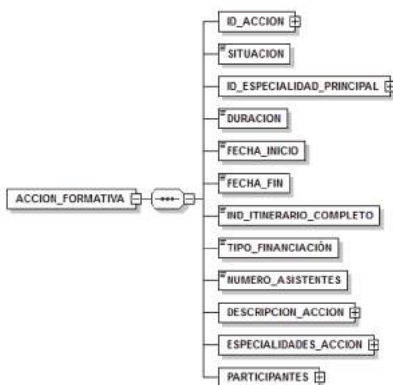 ID_ACCION
SITUACION
ID_ESPECIALIDAD_PRINCIPAL
DURACION
FECHA_INICIO
ACCION_FORMATIVA
FECHA_FIN
IND_ITINERARIO_COMPLETO
TIPO_FINANCIACIÓN
NUMERO_ASISTENTES
DESCRIPCION_ACCION
ESPECIALIDADES_ACCION
PARTICIPANTES